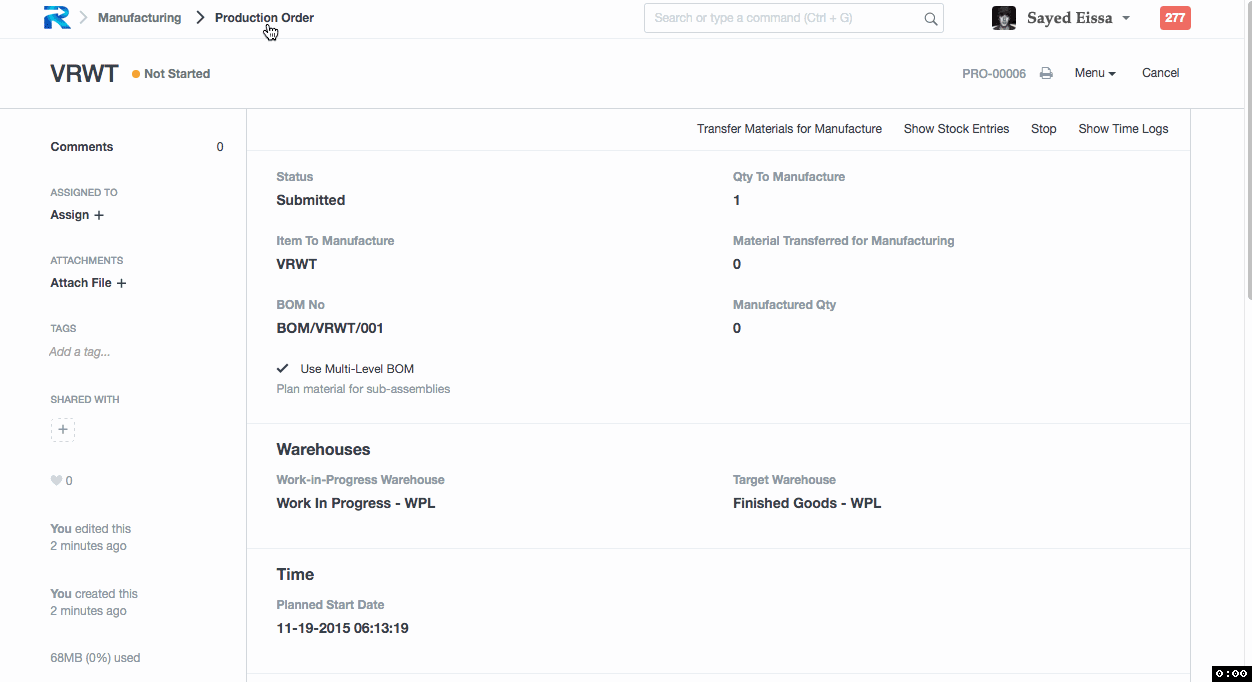 Manufacturing Production Order
Search or type a command (Ctrl + G)
Sayed Eissa
277
VRWT Not Started
PRO-00006 Menu Cancel
Comments 0
ASSIGNED TO
Assign +
ATTACHMENTS
Attach File +
TAGS
Add a tag...
SHARED WITH
+
0
You edited this
2 minutes ago
You created this
2 minutes ago
68MB (0%) used
Transfer Materials for Manufacture Show Stock Entries Stop Show Time Logs
Status
Submitted
Qty To Manufacture
1
Item To Manufacture
VRWT
Material Transferred for Manufacturing
0
BOM No
BOM/VRWT/001
Manufactured Qty
0
Use Multi-Level BOM
Plan material for sub-assemblies
Warehouses
Work-in-Progress Warehouse
Work In Progress - WPL
Target Warehouse
Finished Goods - WPL
Time
Planned Start Date
11-19-2015 06:13:19
0:00